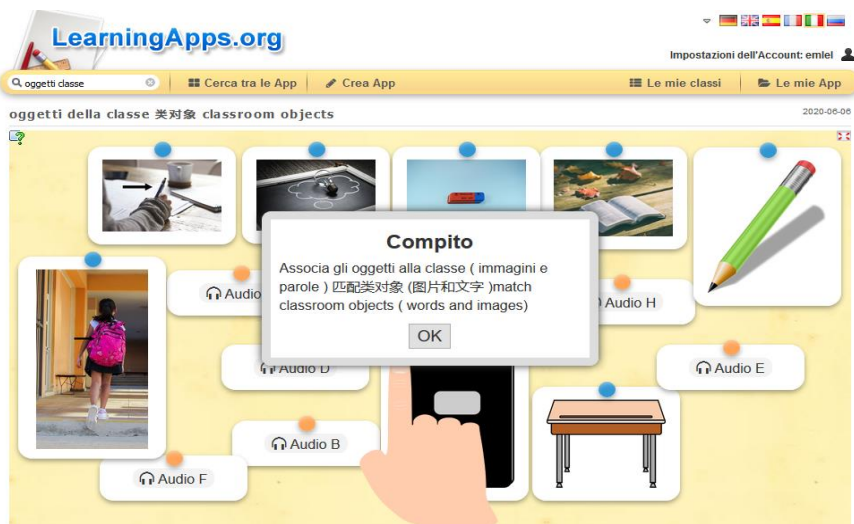 LearningApps.org
Impostazioni dell'Account: emlel
oggetti classe
Cerca tra le App
Crea App
Le mie classi
Le mie App
oggetti della classe 类对象 classroom objects
2020-06-06
Compito
Associa gli oggetti alla classe ( immagini e
parole ) 匹配类对象 (图片和文字 )match
classroom objects ( words and images)
OK
Audio
Audio H
Audio D
Audio E
Audio B
Audio F